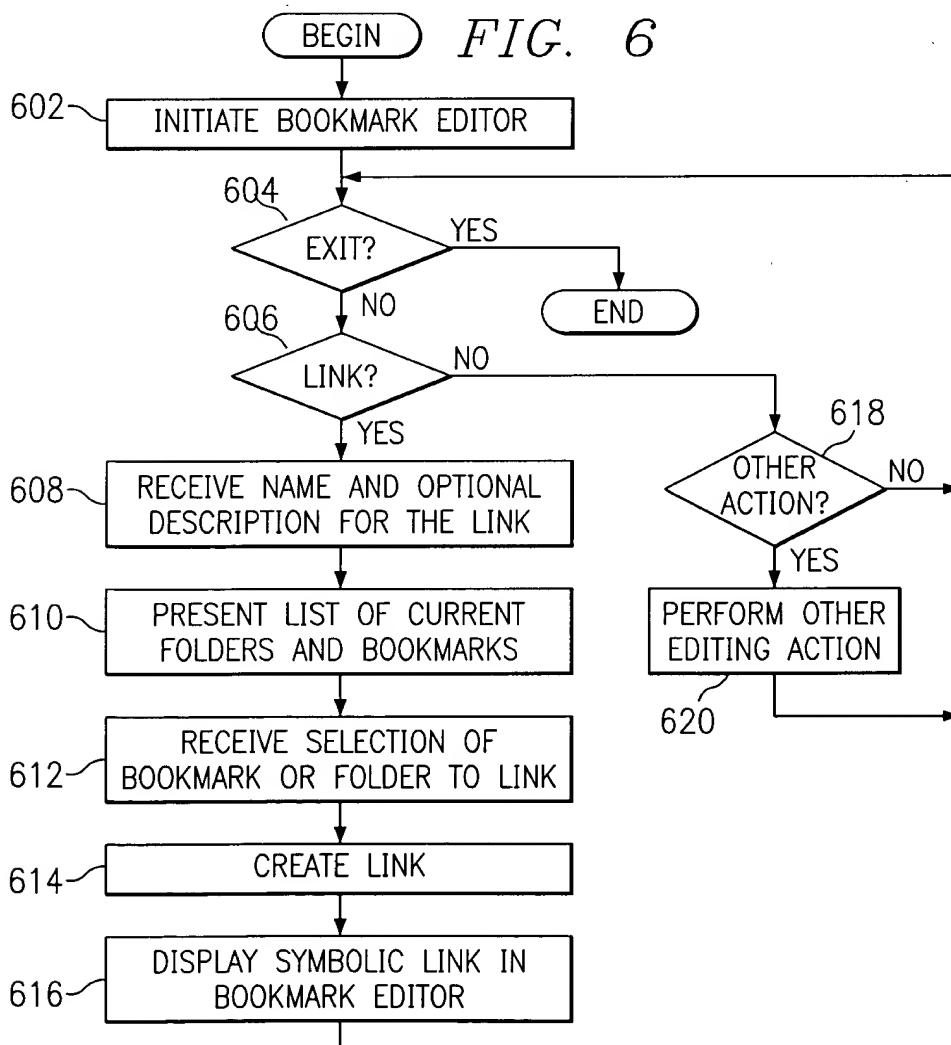 BEGIN
FIG. 6
602
INITIATE BOOKMARK EDITOR
604
EXIT?
YES
NO
END
606
LINK?
NO
YES
618
OTHER
ACTION?
NO
YES
608
RECEIVE NAME AND OPTIONAL
DESCRIPTION FOR THE LINK
610
PRESENT LIST OF CURRENT
FOLDERS AND BOOKMARKS
PERFORM OTHER
EDITING ACTION
620
612
RECEIVE SELECTION OF
BOOKMARK OR FOLDER TO LINK
614
CREATE LINK
616
DISPLAY SYMBOLIC LINK IN
BOOKMARK EDITOR